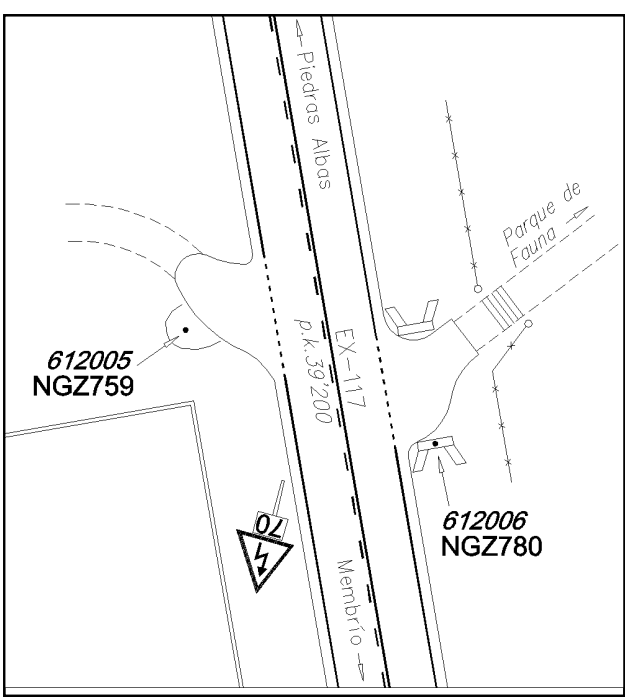 Piedras Albas
Parque de
Fauna
EX-117
p.k.39'200
612005
NGZ759
70
612006
NGZ780
Membrío